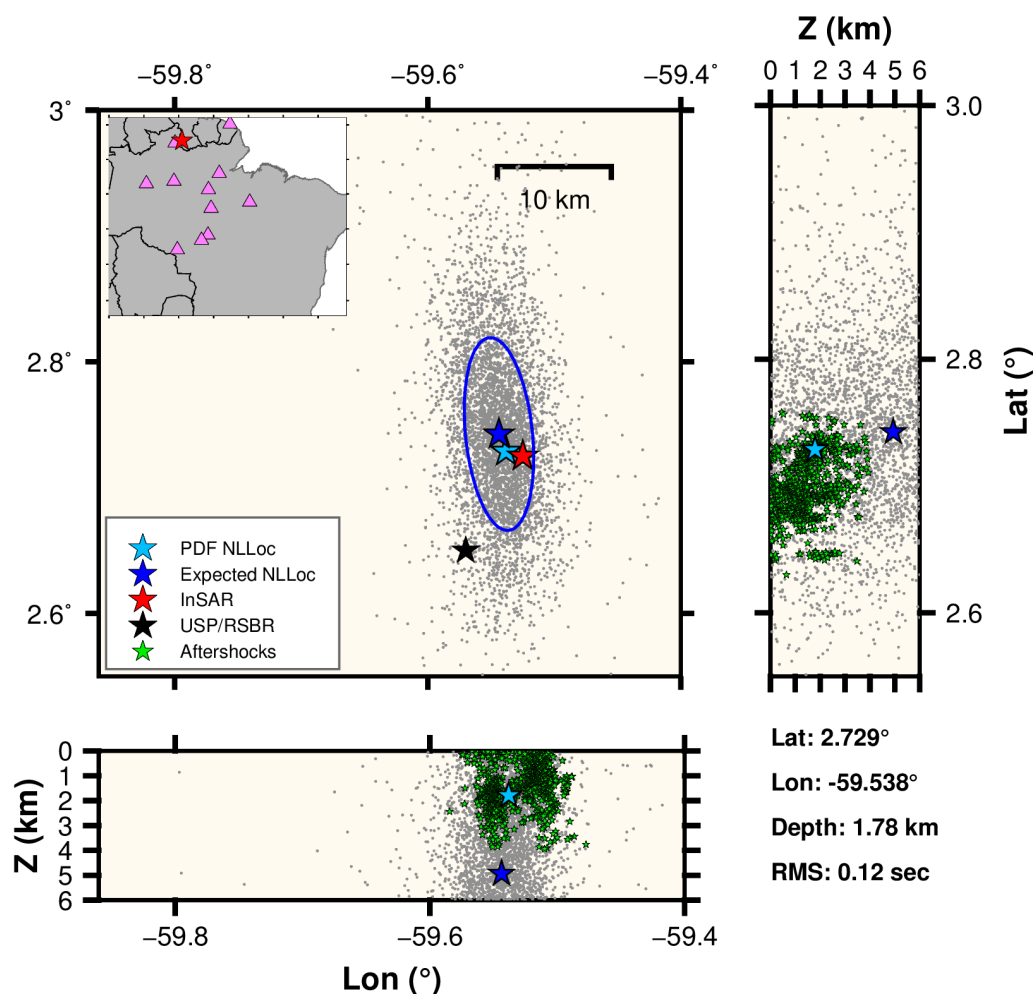 Z (km)
−59.8˚ −59.6˚ −59.4˚
0 1 2 3 4 5 6
3˚
3.0
10 km
2.8˚
2.8
Lat (°)
PDF NLLoc
Expected NLLoc
InSAR
USP/RSBR
Aftershocks
2.6˚
2.6
Z (km)
0
1
2
3
4
5
6
Lat: 2.729°
Lon: -59.538°
Depth: 1.78 km
RMS: 0.12 sec
−59.8 −59.6 −59.4
Lon (°)